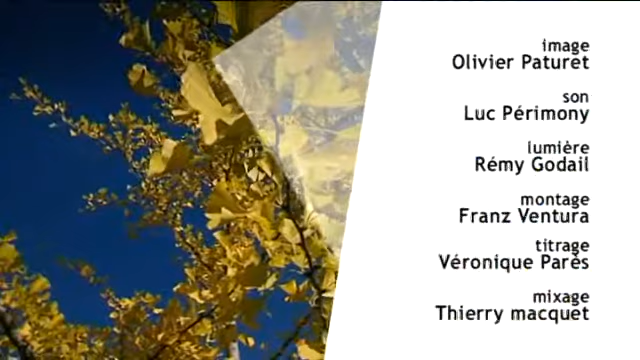 image
Olivier Paturet
son
Luc Périmony
lumière
Rémy Godail
montage
Franz Ventura
titrage
Véronique Parès
mixage
Thierry macquet